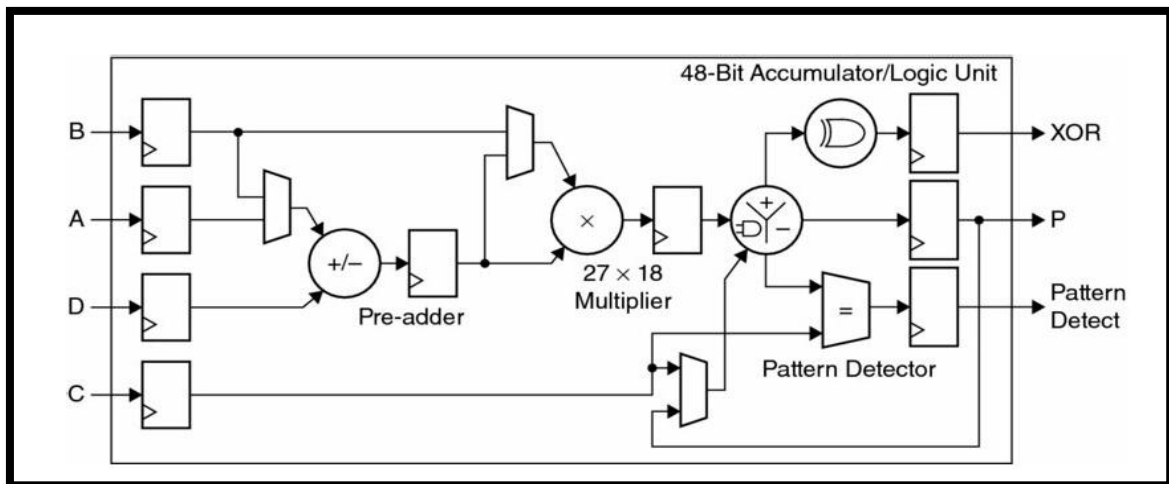 48-Bit Accumulator/Logic Unit
B
XOR
A
×
+
−
P
D
+/−
27 × 18
Multiplier
Pre-adder
=
Pattern
Detect
C
Pattern Detector